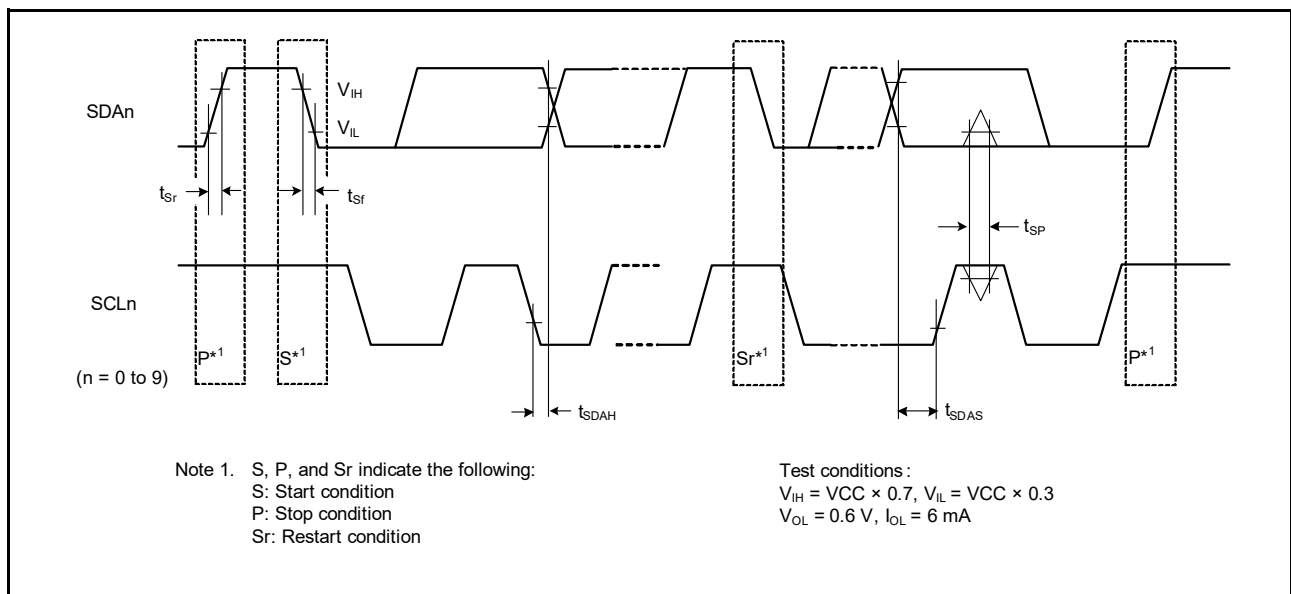 SDAn
V_IH
V_IL
t_Sr
t_Sf
t_SP
SCLn
P*1
S*1
Sr*1
P*1
(n = 0 to 9)
t_SDAH
t_SDAS
Note 1. S, P, and Sr indicate the following:
S: Start condition
P: Stop condition
Sr: Restart condition
Test conditions :
V_IH = VCC × 0.7, V_IL = VCC × 0.3
V_OL = 0.6 V, I_OL = 6 mA